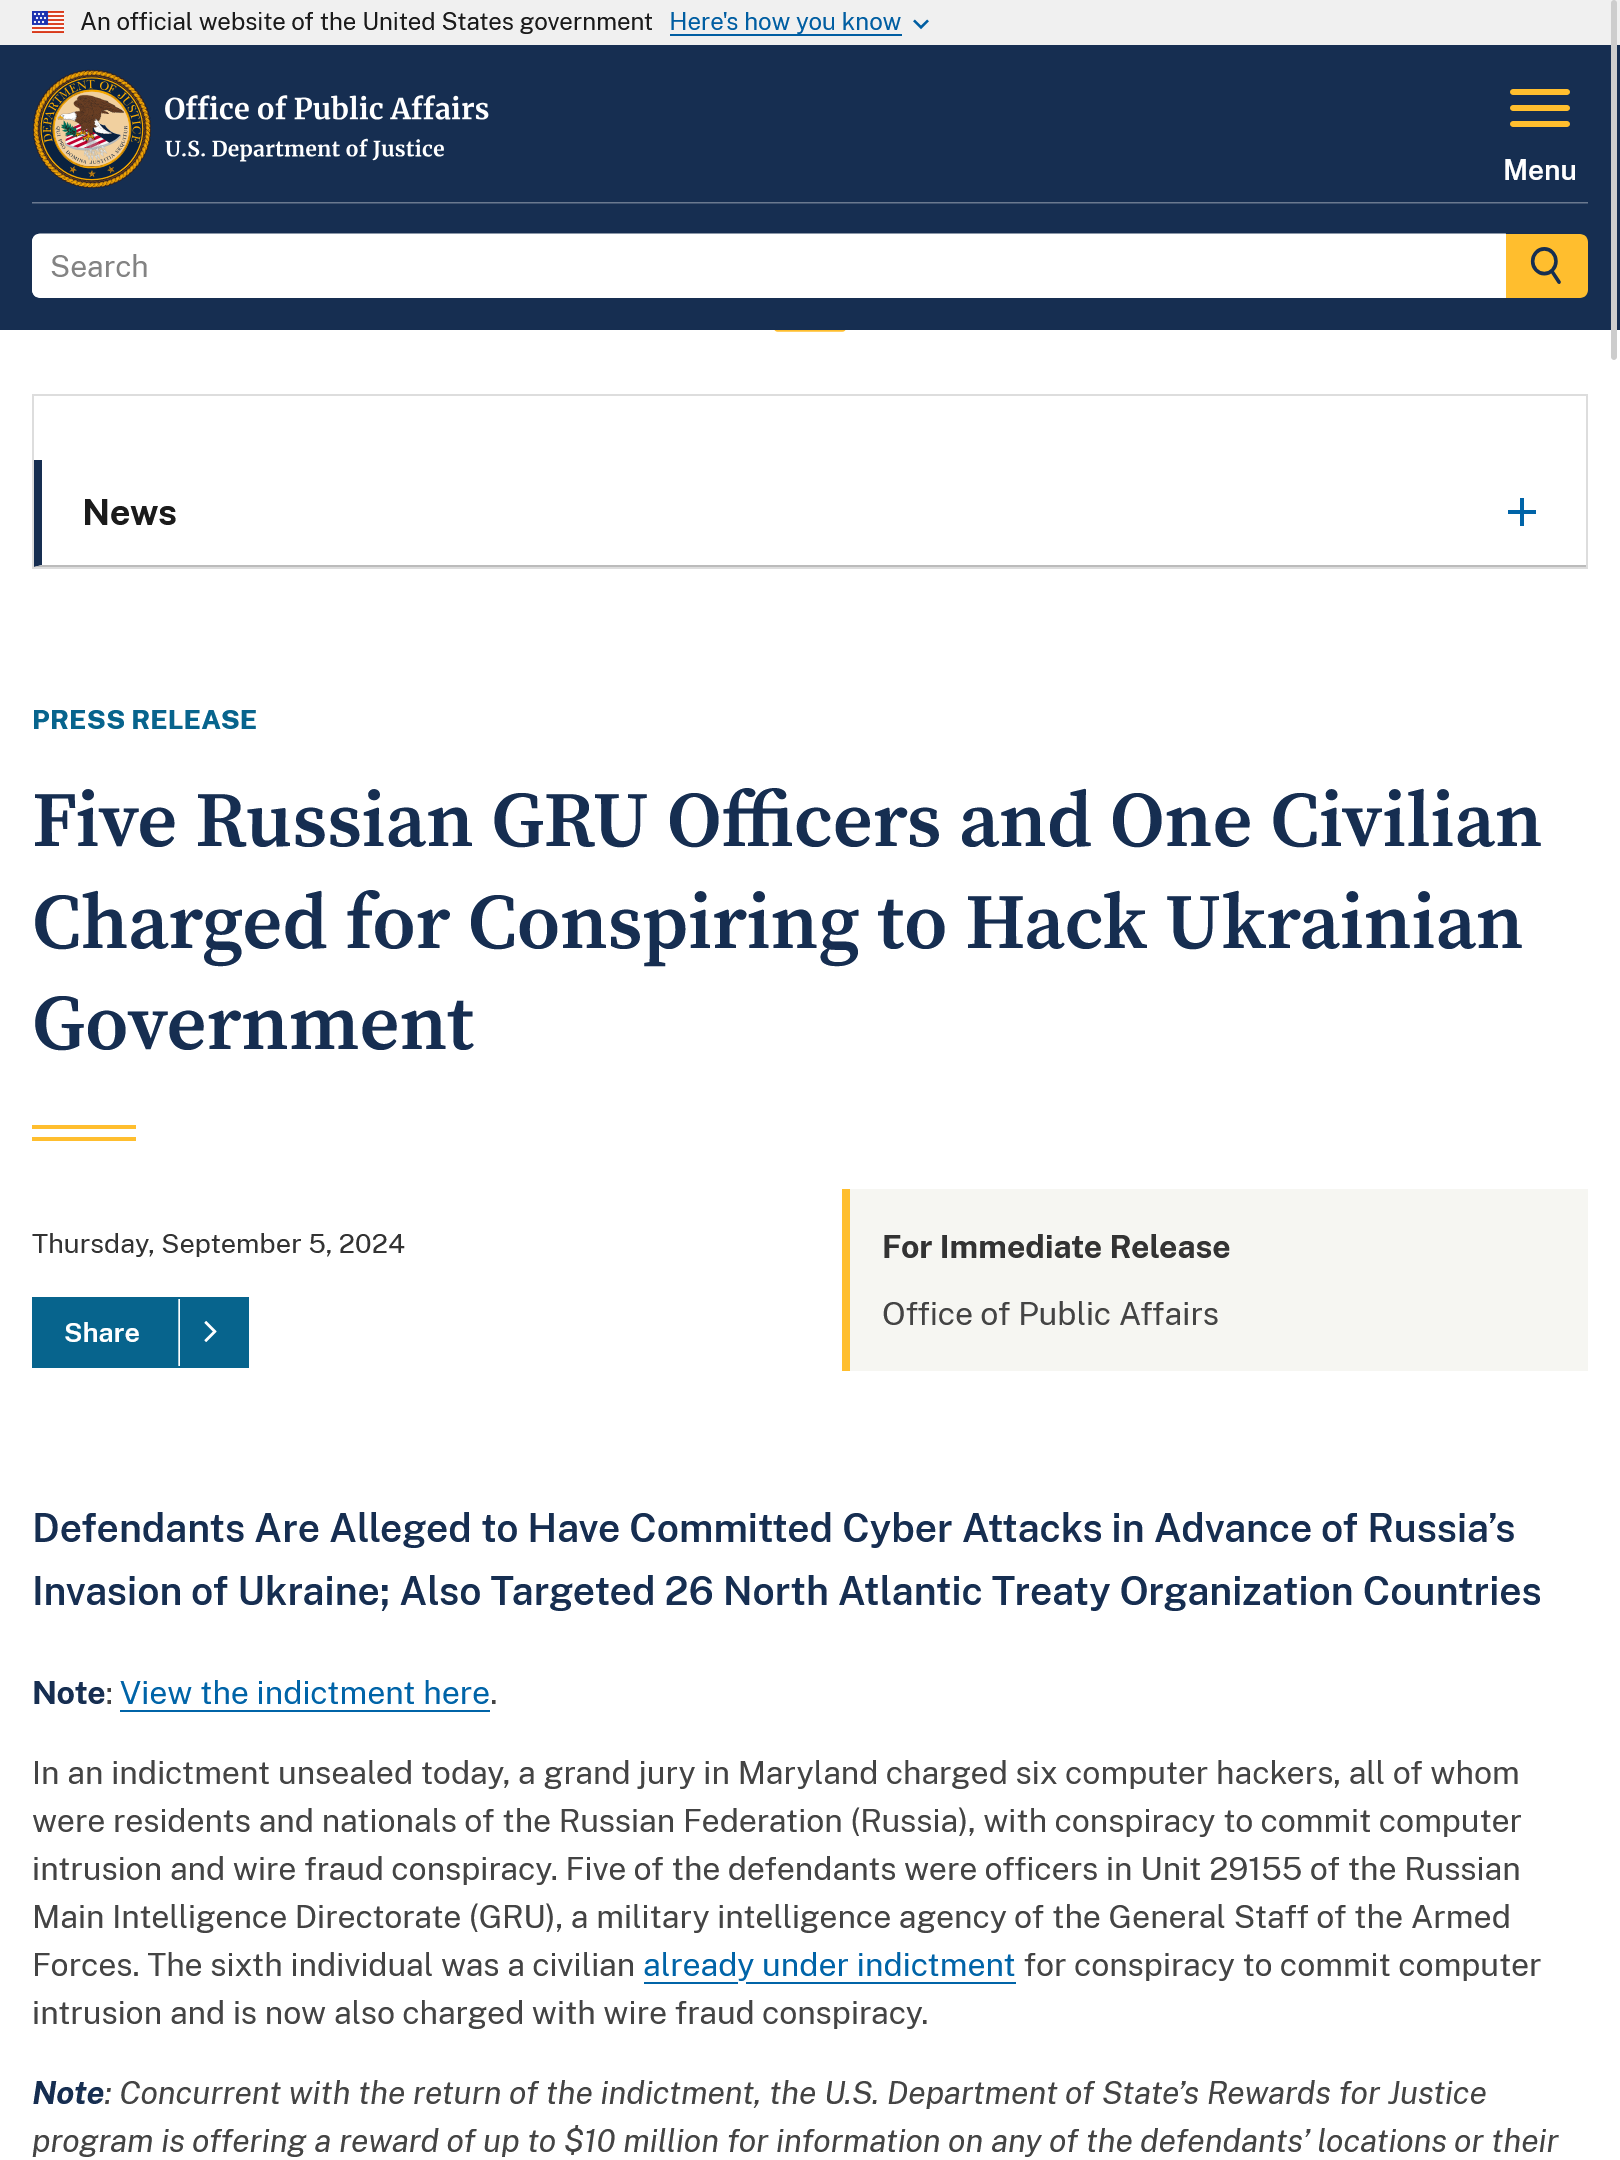 An official website of the United States government Here's how you know
DEPARTMENT OF JUSTICE
Office of Public Affairs
U.S. Department of Justice
Menu
Search
News
PRESS RELEASE
Five Russian GRU Officers and One Civilian
Charged for Conspiring to Hack Ukrainian
Government
Thursday, September 5, 2024
Share
For Immediate Release
Office of Public Affairs
Defendants Are Alleged to Have Committed Cyber Attacks in Advance of Russia’s
Invasion of Ukraine; Also Targeted 26 North Atlantic Treaty Organization Countries
Note: View the indictment here.
In an indictment unsealed today, a grand jury in Maryland charged six computer hackers, all of whom
were residents and nationals of the Russian Federation (Russia), with conspiracy to commit computer
intrusion and wire fraud conspiracy. Five of the defendants were officers in Unit 29155 of the Russian
Main Intelligence Directorate (GRU), a military intelligence agency of the General Staff of the Armed
Forces. The sixth individual was a civilian already under indictment for conspiracy to commit computer
intrusion and is now also charged with wire fraud conspiracy.
Note: Concurrent with the return of the indictment, the U.S. Department of State’s Rewards for Justice
program is offering a reward of up to $10 million for information on any of the defendants’ locations or their